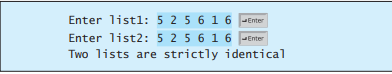 Enter list1: 5 2 5 6 1 6 ↵Enter
Enter list2: 5 2 5 6 1 6 ↵Enter
Two lists are strictly identical